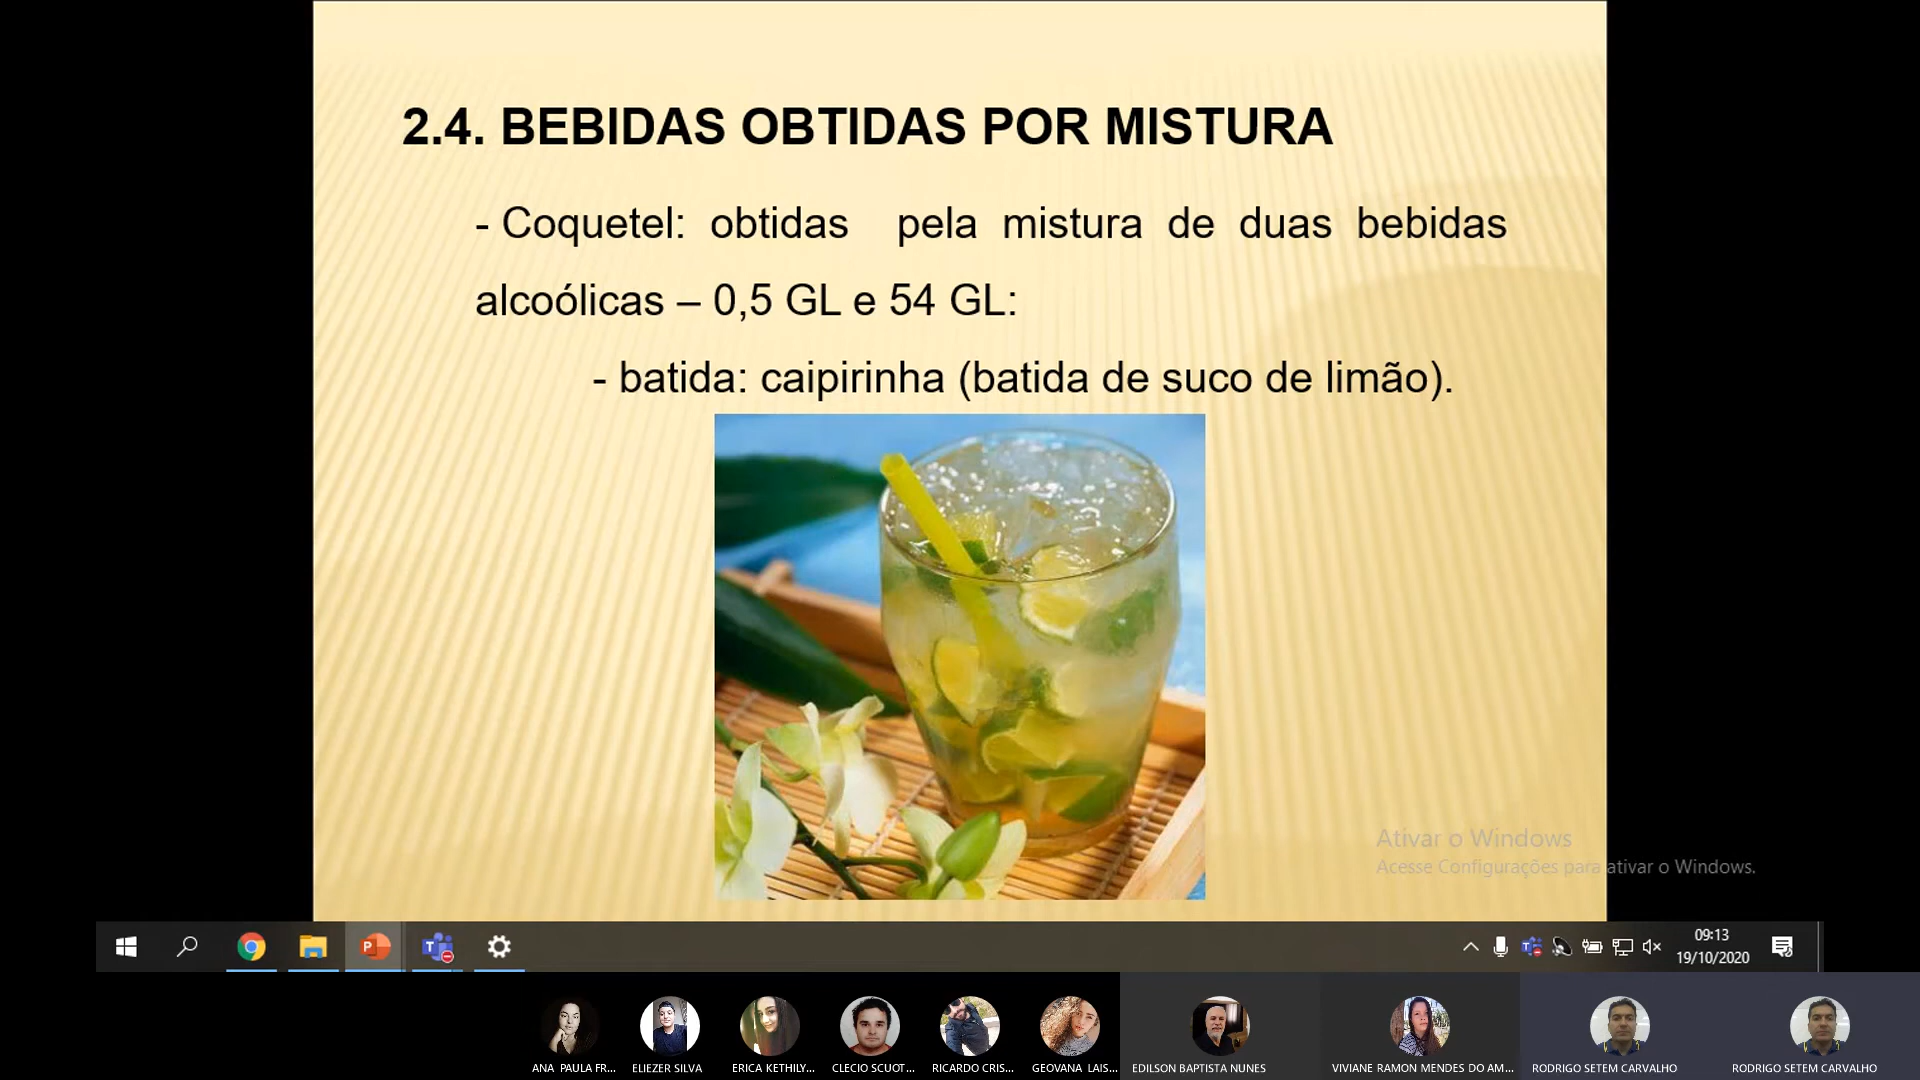 2.4. BEBIDAS OBTIDAS POR MISTURA
- Coquetel: obtidas pela mistura de duas bebidas
alcoólicas – 0,5 GL e 54 GL:
- batida: caipirinha (batida de suco de limão).
Ativar o Windows
Acesse Configurações para ativar o Windows.
09:13
19/10/2020
ANA PAULA FR...
ELIEZER SILVA
ERICA KETHILY...
CLECIO SCUOT...
RICARDO CRIS...
GEOVANA LAIS...
EDILSON BAPTISTA NUNES
VIVIANE RAMON MENDES DO AM...
RODRIGO SETEM CARVALHO
RODRIGO SETEM CARVALHO